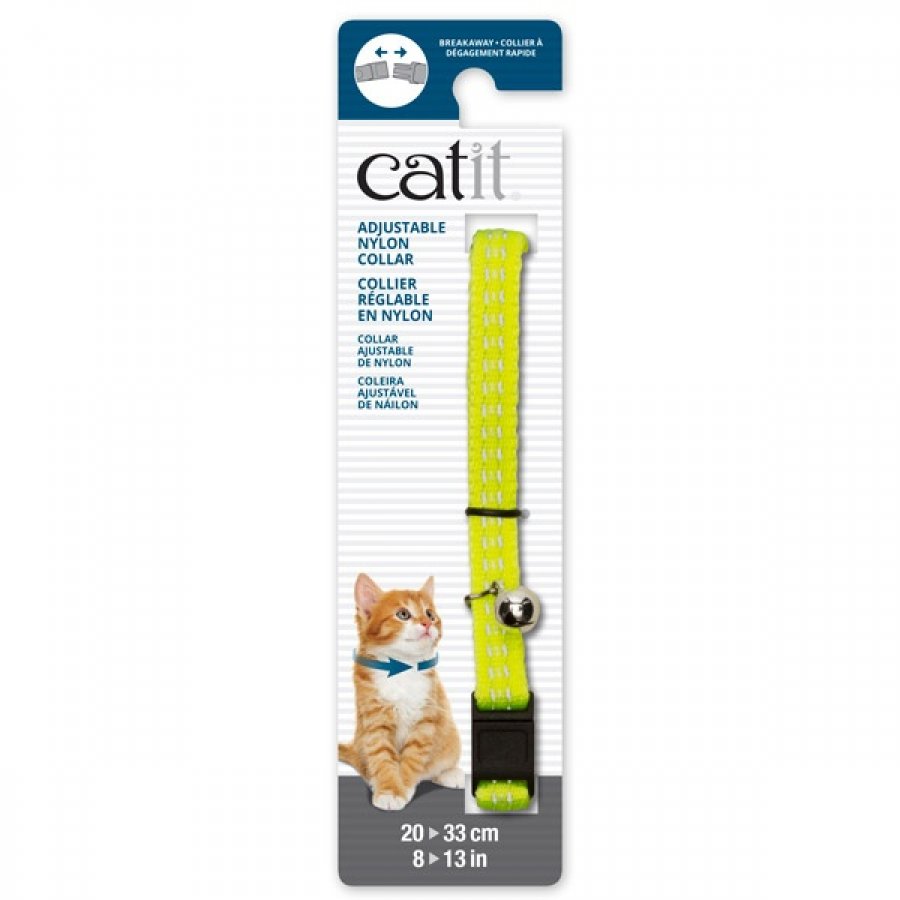 BREAKAWAY • COLLIER À
DÉGAGEMENT RAPIDE
catit
ADJUSTABLE
NYLON
COLLAR
COLLIER
RÉGLABLE
EN NYLON
COLLAR
AJUSTABLE
DE NYLON
COLEIRA
AJUSTÁVEL
DE NÁILON
20 ▸ 33 cm
8 ▸ 13 in